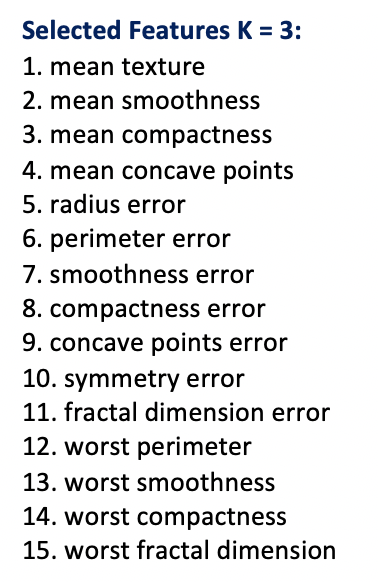 Selected Features K = 3:
1. mean texture
2. mean smoothness
3. mean compactness
4. mean concave points
5. radius error
6. perimeter error
7. smoothness error
8. compactness error
9. concave points error
10. symmetry error
11. fractal dimension error
12. worst perimeter
13. worst smoothness
14. worst compactness
15. worst fractal dimension